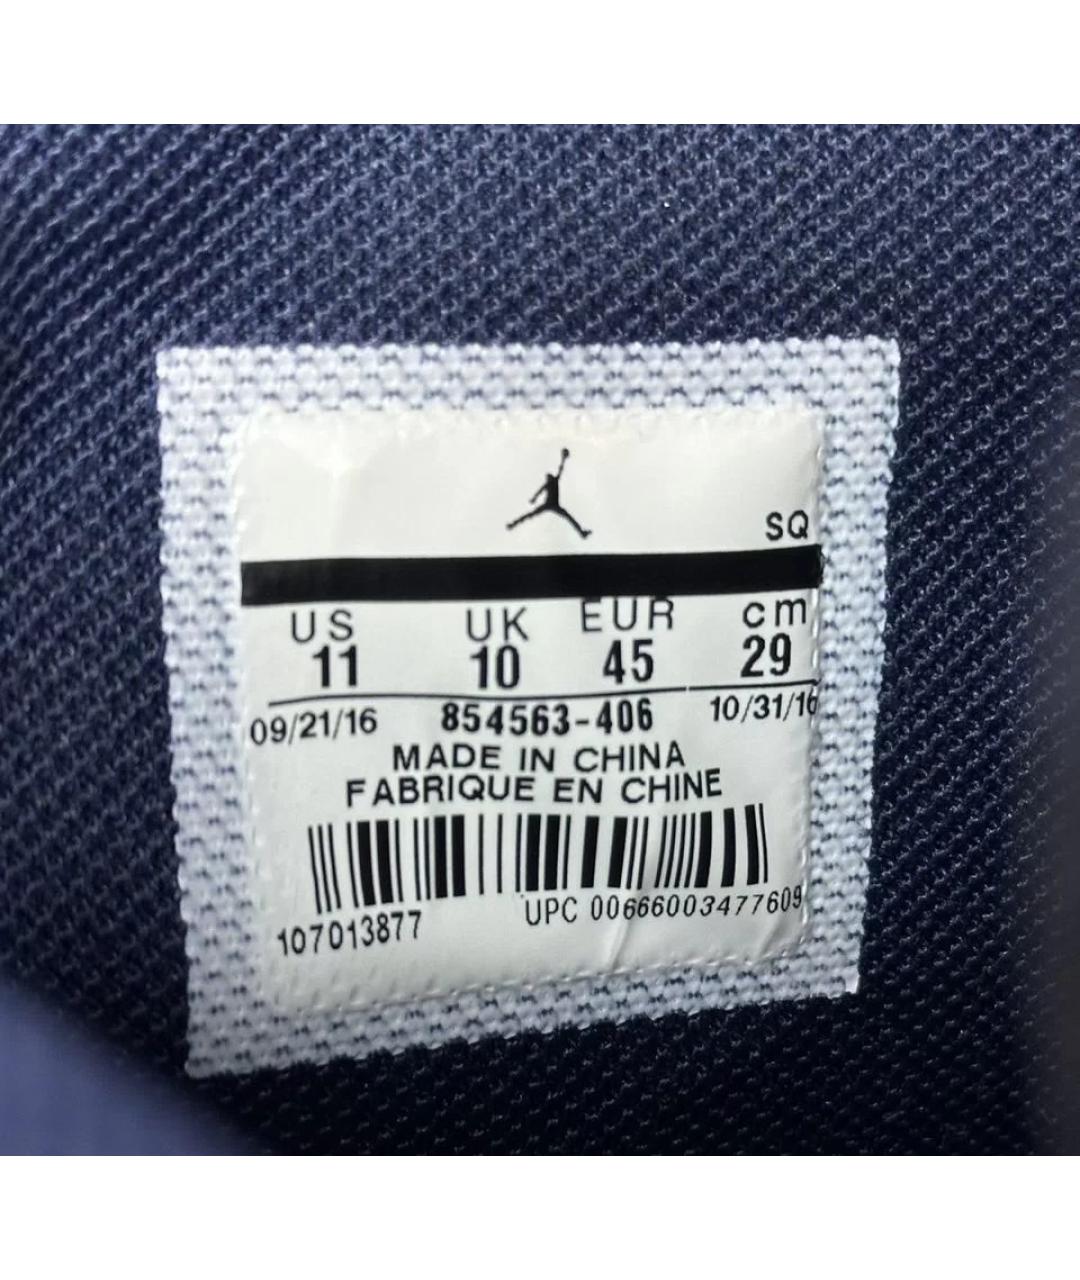 SQ
US UK EUR cm
11 10 45 29
09/21/16 854563-406 10/31/16
MADE IN CHINA
FABRIQUE EN CHINE
107013877 UPC 00666003477609